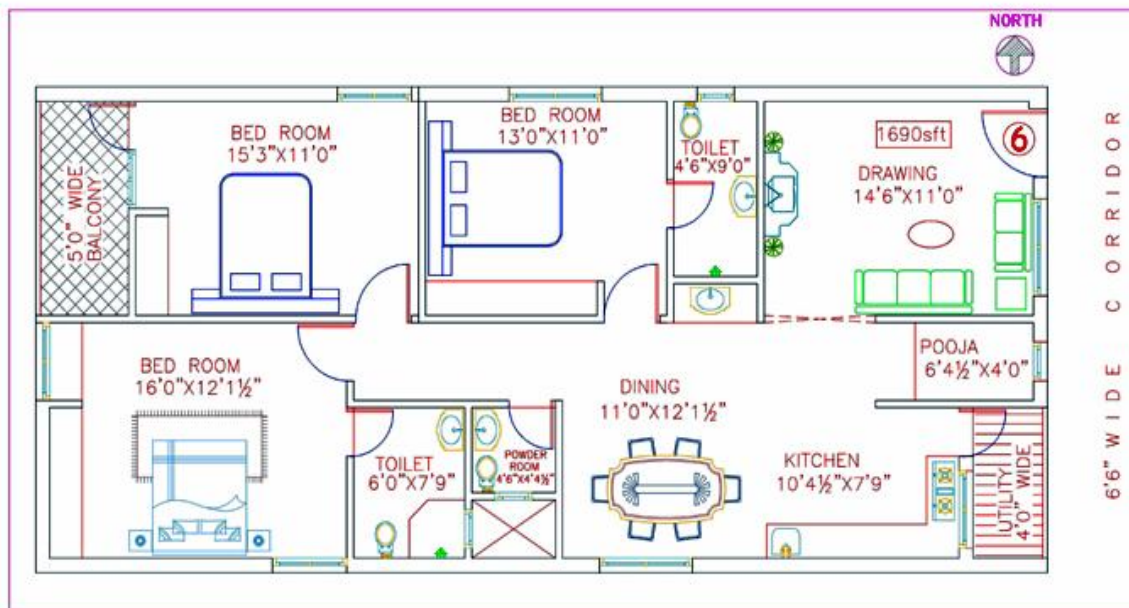 NORTH
BED ROOM
15'3"X11'0"
BED ROOM
13'0"X11'0"
TOILET
4'6"X9'0"
1690sft
6
DRAWING
14'6"X11'0"
5'0" WIDE
BALCONY
6'6" WIDE CORRIDOR
BED ROOM
16'0"X12'1½"
DINING
11'0"X12'1½"
POOJA
6'4½"X4'0"
TOILET
6'0"X7'9"
POWDER
ROOM
4'6"X4'4½"
KITCHEN
10'4½"X7'9"
UTILITY
4'0" WIDE